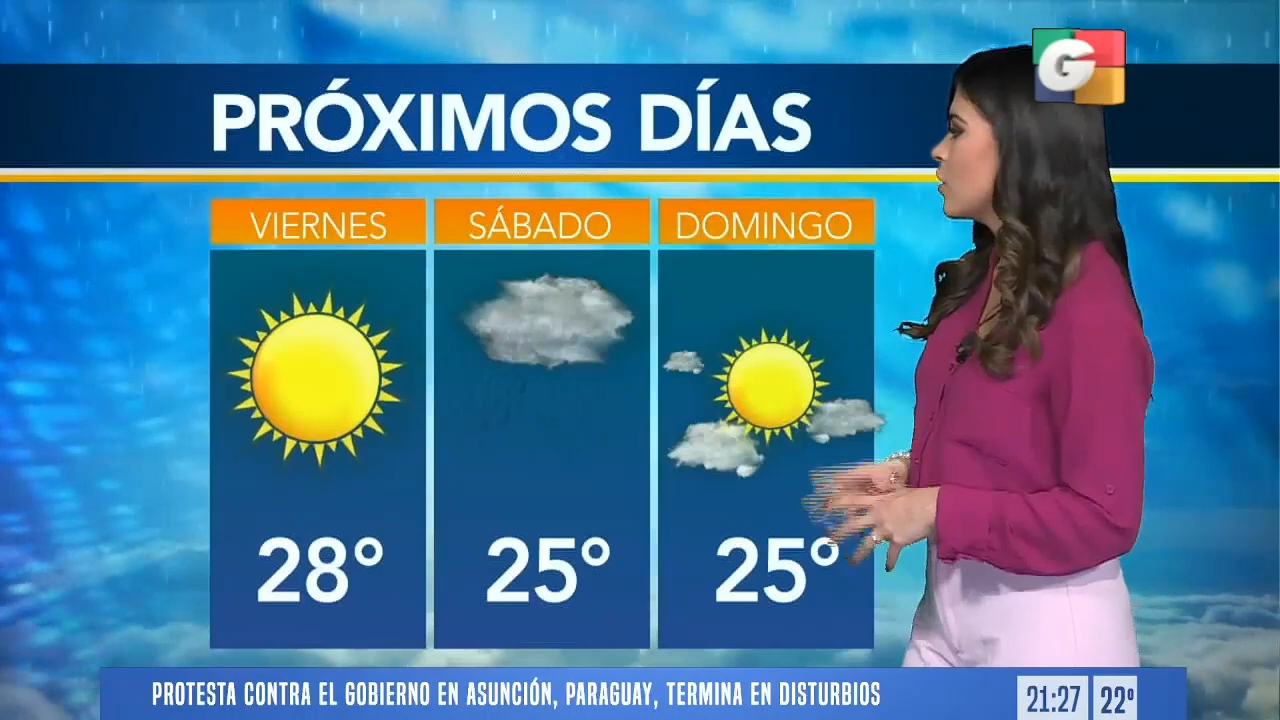 PRÓXIMOS DÍAS
G
VIERNES
SÁBADO
DOMINGO
28°
25°
25°
PROTESTA CONTRA EL GOBIERNO EN ASUNCIÓN, PARAGUAY, TERMINA EN DISTURBIOS
21:27
22°